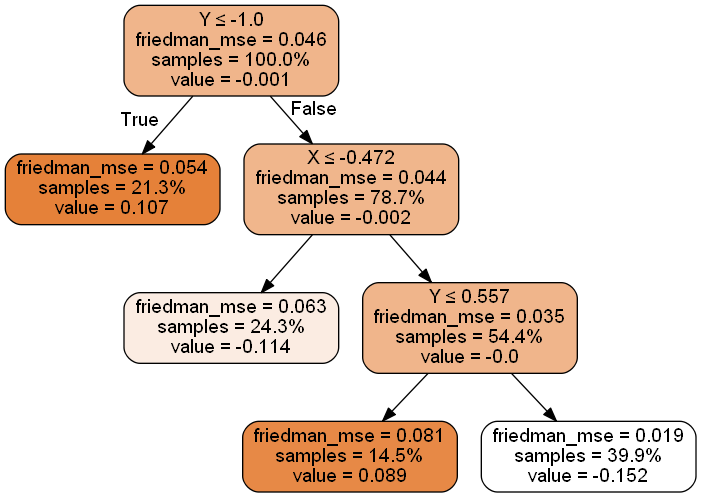 Y ≤ -1.0
friedman_mse = 0.046
samples = 100.0%
value = -0.001
True
False
friedman_mse = 0.054
samples = 21.3%
value = 0.107
X ≤ -0.472
friedman_mse = 0.044
samples = 78.7%
value = -0.002
friedman_mse = 0.063
samples = 24.3%
value = -0.114
Y ≤ 0.557
friedman_mse = 0.035
samples = 54.4%
value = -0.0
friedman_mse = 0.081
samples = 14.5%
value = 0.089
friedman_mse = 0.019
samples = 39.9%
value = -0.152